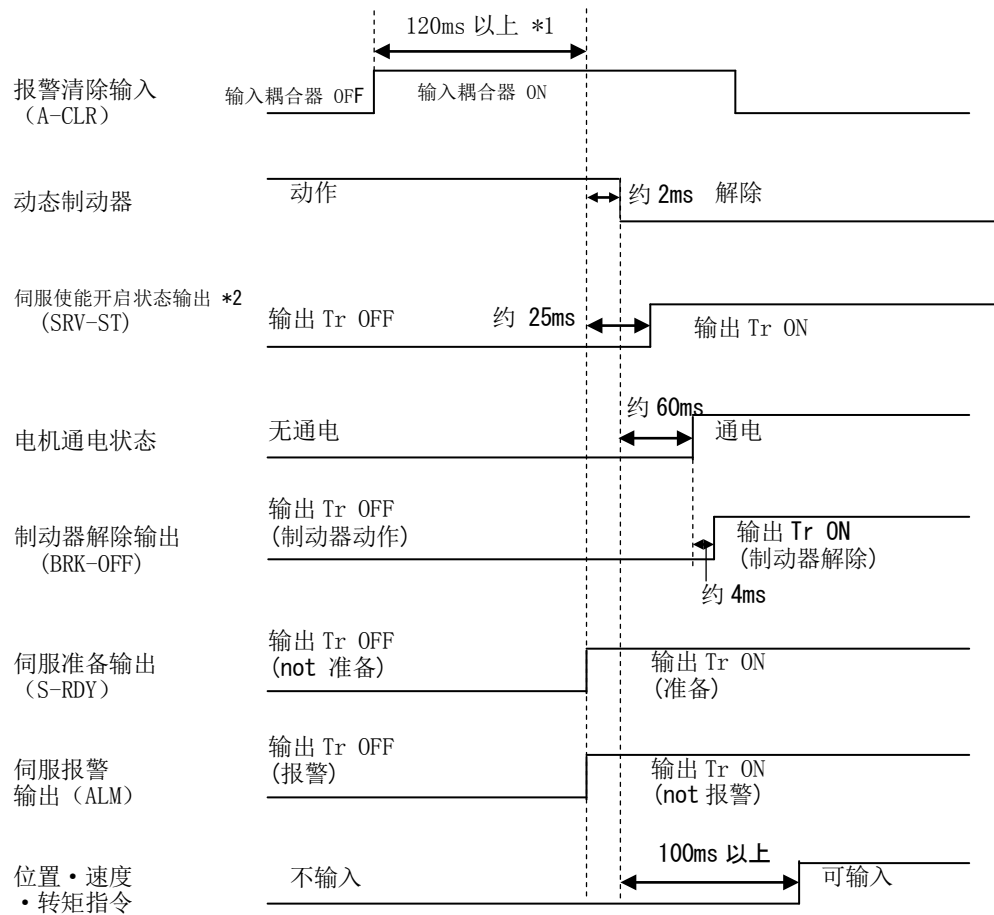 120ms 以上 *1
报警清除输入
（A-CLR）
输入耦合器 OFF
输入耦合器 ON
动态制动器
动作
约 2ms
解除
伺服使能开启状态输出 *2
(SRV-ST)
输出 Tr OFF
约 25ms
输出 Tr ON
约 60ms
电机通电状态
无通电
通电
制动器解除输出
(BRK-OFF)
输出 Tr OFF
(制动器动作)
输出 Tr ON
(制动器解除)
约 4ms
伺服准备输出
（S-RDY）
输出 Tr OFF
(not 准备)
输出 Tr ON
(准备)
伺服报警
输出（ALM）
输出 Tr OFF
(报警)
输出 Tr ON
(not 报警)
100ms 以上
位置・速度
・转矩指令
不输入
可输入